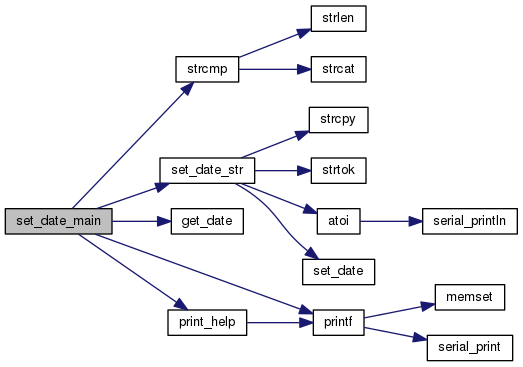 strlen
strcmp
strcat
strcpy
set_date_str
strtok
set_date_main
get_date
atoi
serial_println
set_date
memset
print_help
printf
serial_print